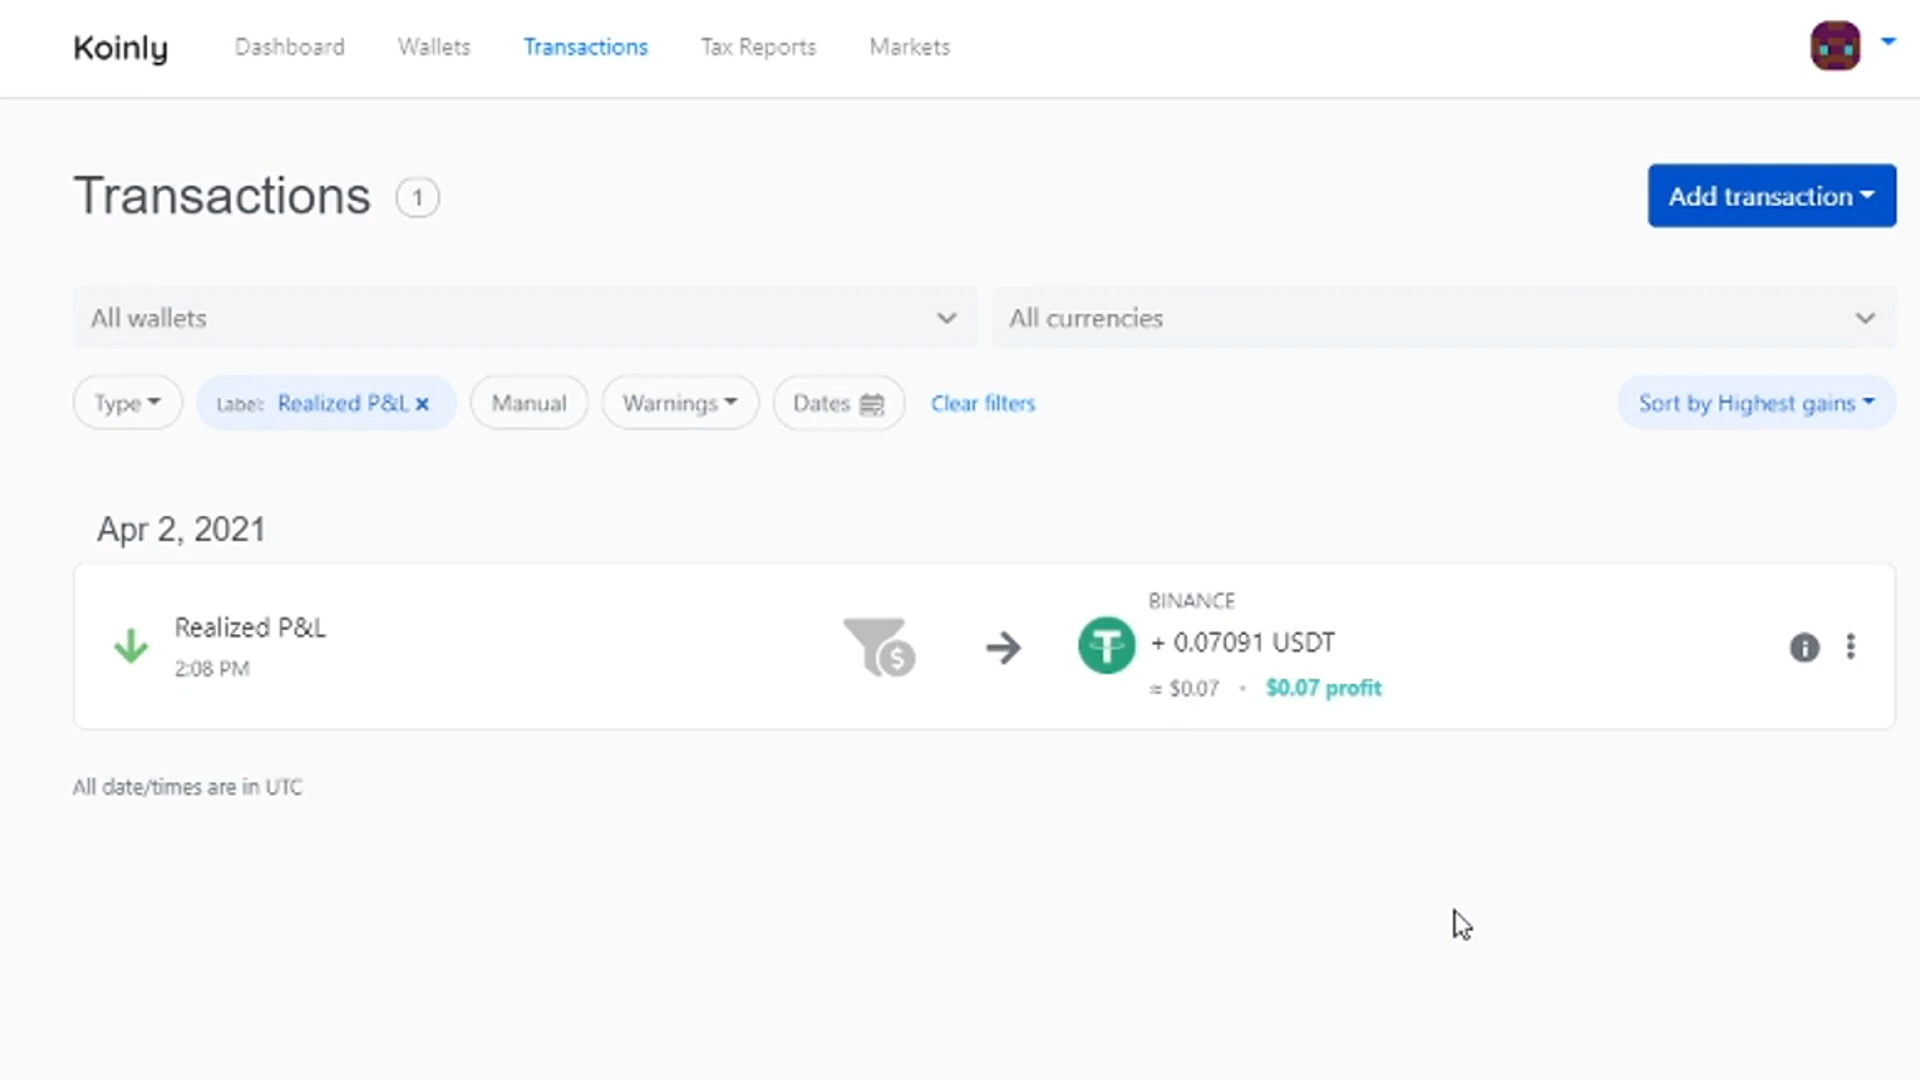 Koinly Dashboard Wallets Transactions Tax Reports Markets
Transactions 1 Add transaction
All wallets All currencies
Type Label: Realized P&L × Manual Warnings Dates Clear filters Sort by Highest gains
Apr 2, 2021
BINANCE
Realized P&L + 0.07091 USDT
2:08 PM ≈ $0.07 • $0.07 profit
All date/times are in UTC